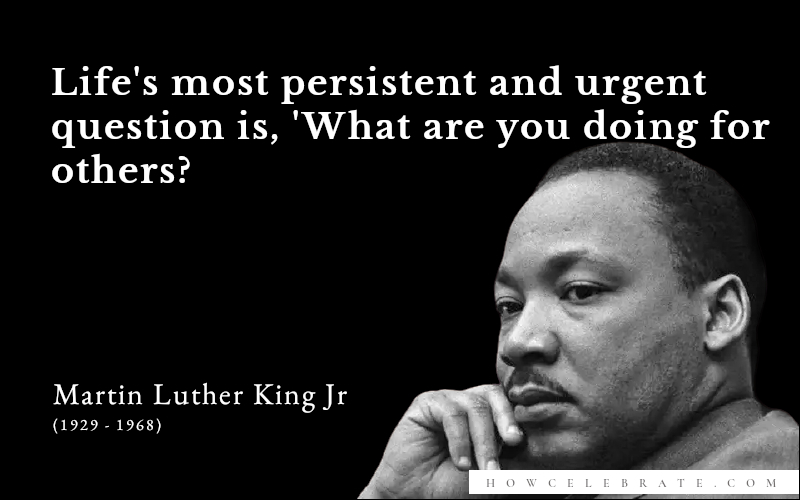 Life's most persistent and urgent
question is, 'What are you doing for
others?
Martin Luther King Jr
(1929 - 1968)
HOWCELEBRATE.COM